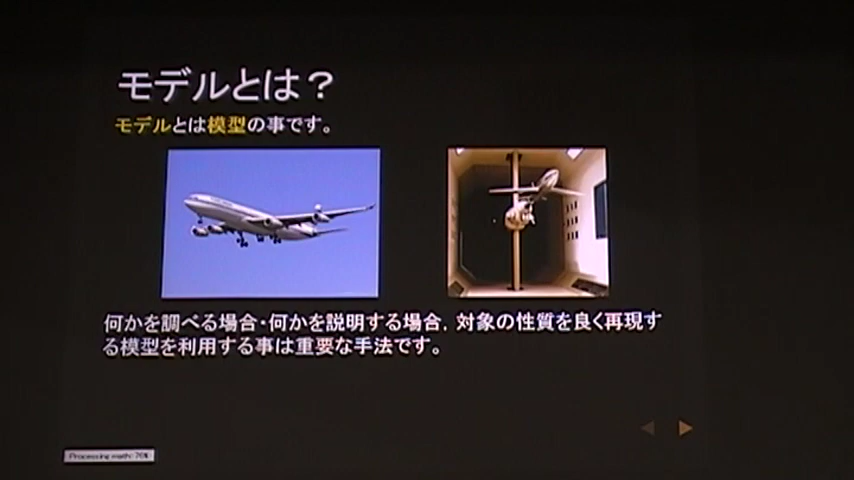 モデルとは？
モデルとは模型の事です。
何かを調べる場合・何かを説明する場合，対象の性質を良く再現す
る模型を利用する事は重要な手法です。
Processing math: 76%